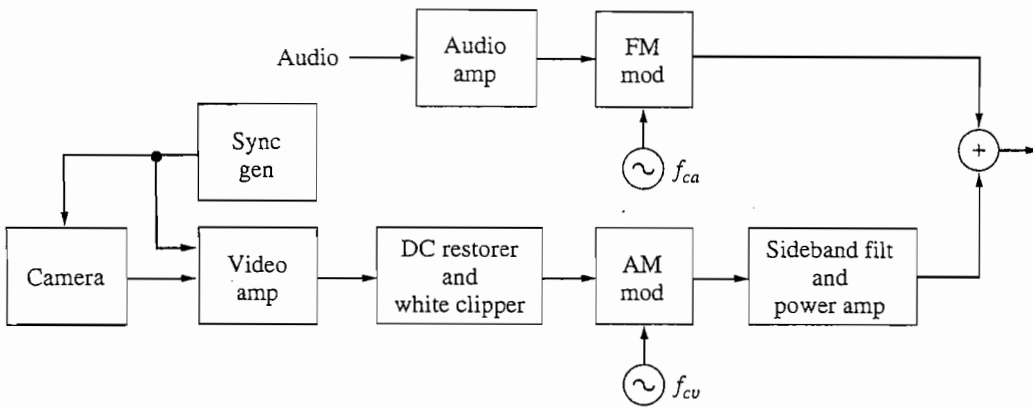 Audio
Audio
amp
FM
mod
Sync
gen
+
f_ca
Camera
Video
amp
DC restorer
and
white clipper
AM
mod
Sideband filt
and
power amp
f_cv